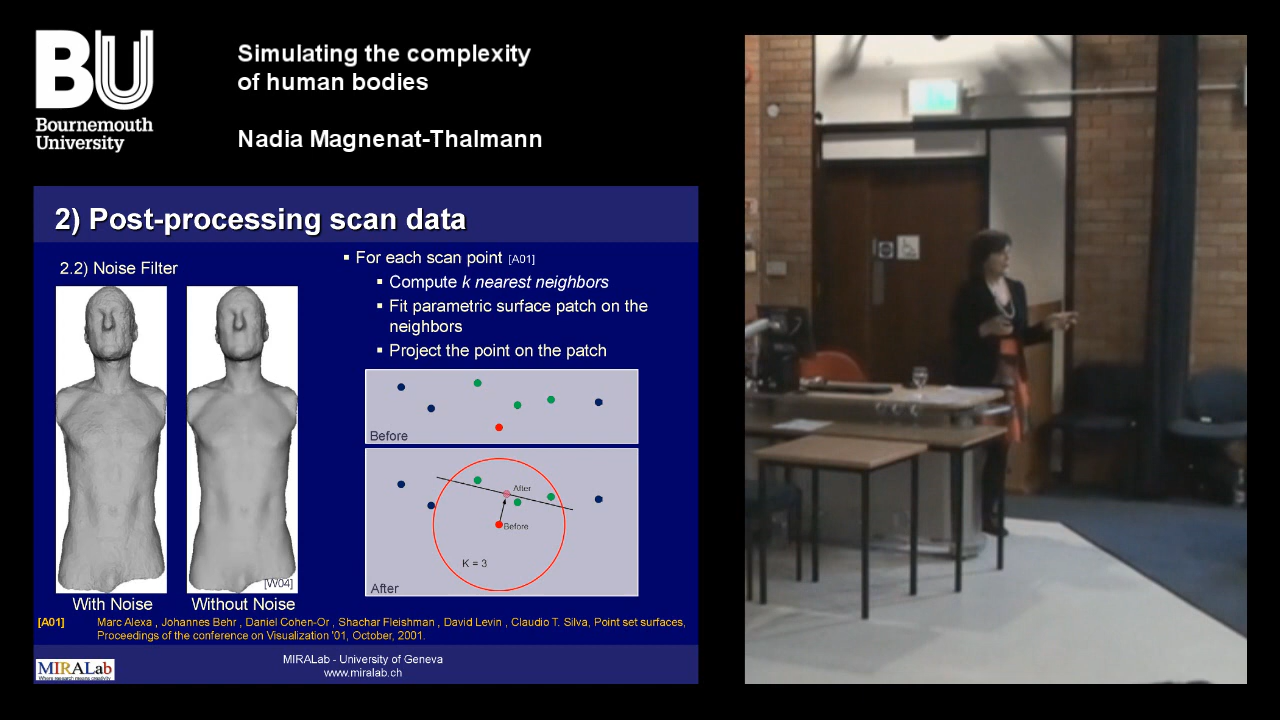 BU
Bournemouth
University
Simulating the complexity
of human bodies
Nadia Magnenat-Thalmann
2) Post-processing scan data
2.2) Noise Filter
With Noise
Without Noise
[W04]
▪ For each scan point [A01]
▪ Compute k nearest neighbors
▪ Fit parametric surface patch on the
neighbors
▪ Project the point on the patch
Before
After
Before
K = 3
After
[A01] Marc Alexa , Johannes Behr , Daniel Cohen-Or , Shachar Fleishman , David Levin , Claudio T. Silva, Point set surfaces,
Proceedings of the conference on Visualization '01, October, 2001.
MIRALab
MIRALab - University of Geneva
www.miralab.ch